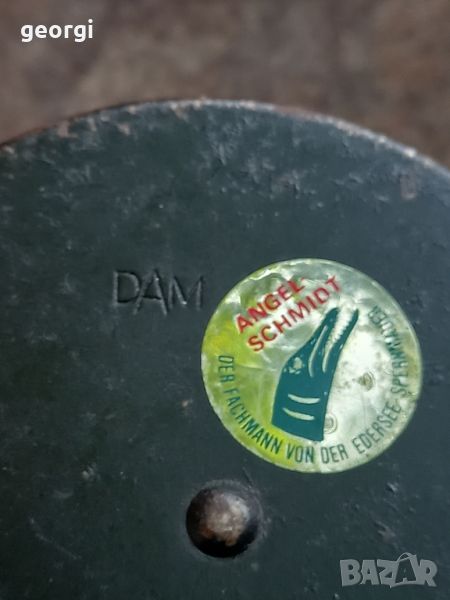 georgi
DAM
ANGEL
SCHMIDT
DER FACHMANN VON DER EDERSEE-SPERRMAUER
BAZAR